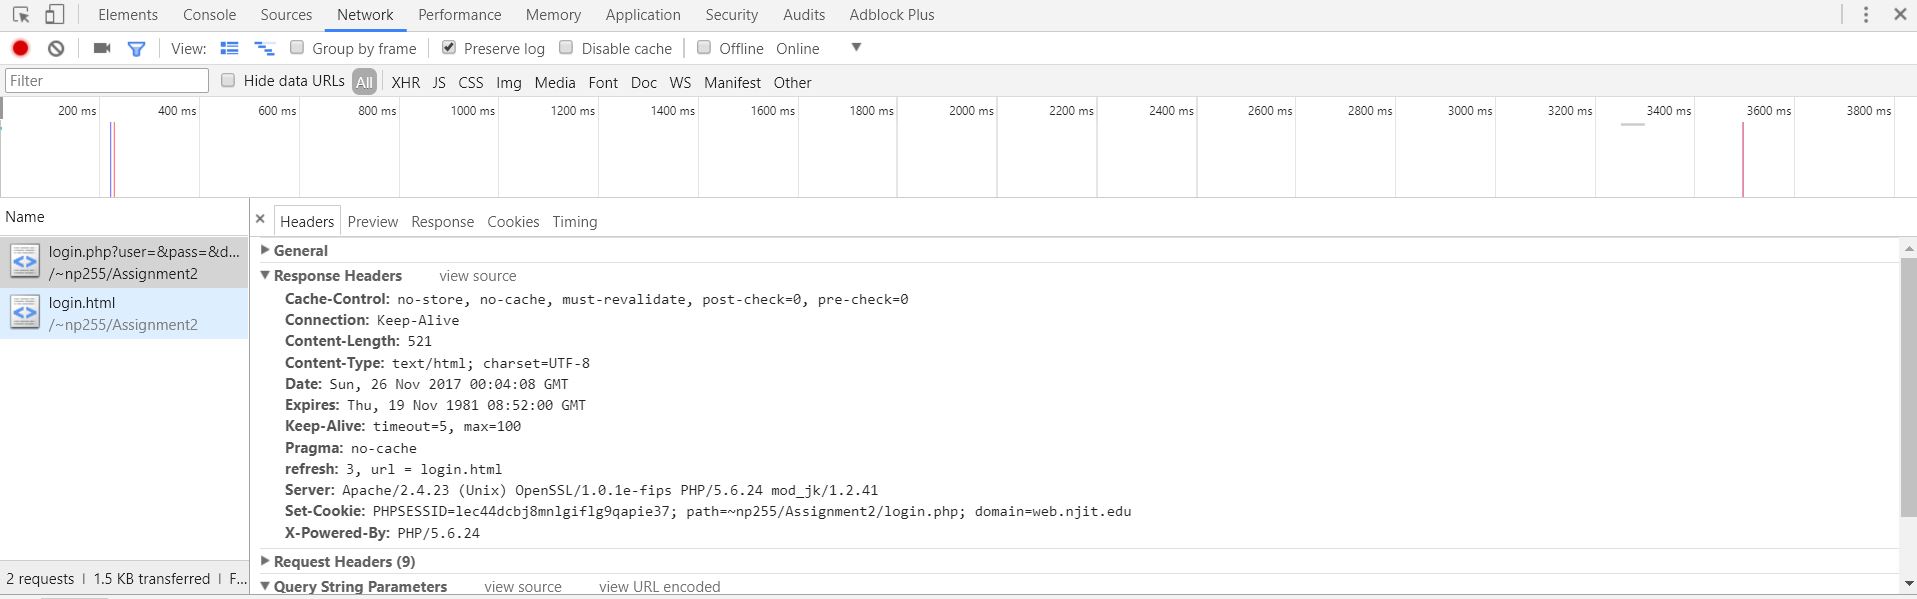 Elements Console Sources Network Performance Memory Application Security Audits Adblock Plus
View: Group by frame Preserve log Disable cache Offline Online
Filter Hide data URLs All XHR JS CSS Img Media Font Doc WS Manifest Other
200 ms 400 ms 600 ms 800 ms 1000 ms 1200 ms 1400 ms 1600 ms 1800 ms 2000 ms 2200 ms 2400 ms 2600 ms 2800 ms 3000 ms 3200 ms 3400 ms 3600 ms 3800 ms
Name
login.php?user=&pass=&d...
/~np255/Assignment2
login.html
/~np255/Assignment2
2 requests | 1.5 KB transferred | F...
Headers Preview Response Cookies Timing
General
Response Headers view source
Cache-Control: no-store, no-cache, must-revalidate, post-check=0, pre-check=0
Connection: Keep-Alive
Content-Length: 521
Content-Type: text/html; charset=UTF-8
Date: Sun, 26 Nov 2017 00:04:08 GMT
Expires: Thu, 19 Nov 1981 08:52:00 GMT
Keep-Alive: timeout=5, max=100
Pragma: no-cache
refresh: 3, url = login.html
Server: Apache/2.4.23 (Unix) OpenSSL/1.0.1e-fips PHP/5.6.24 mod_jk/1.2.41
Set-Cookie: PHPSESSID=lec44dcbj8mnlgiflg9qapie37; path=~np255/Assignment2/login.php; domain=web.njit.edu
X-Powered-By: PHP/5.6.24
Request Headers (9)
Query String Parameters view source view URL encoded